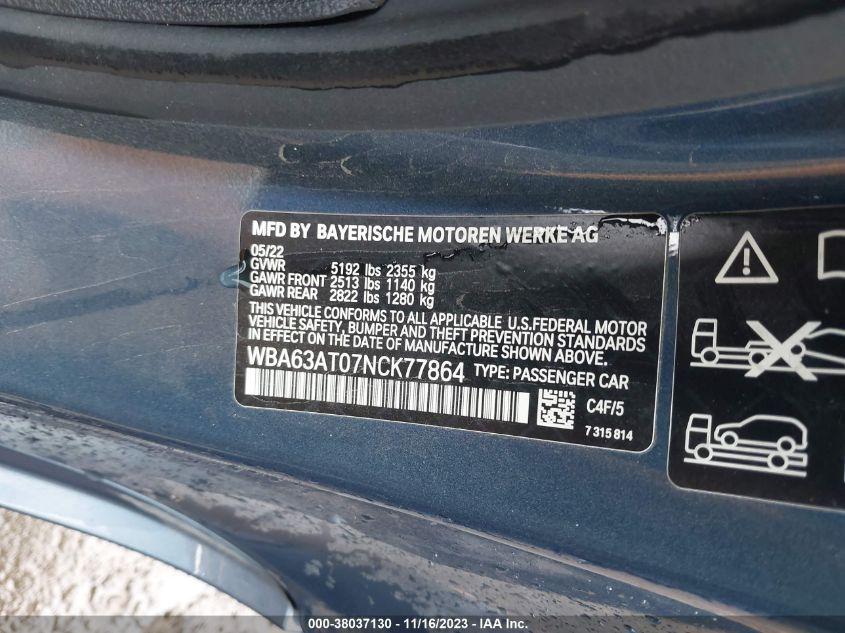 MFD BY BAYERISCHE MOTOREN WERKE AG
05/22
GVWR 5192 lbs 2355 kg
GAWR FRONT 2513 lbs 1140 kg
GAWR REAR 2822 lbs 1280 kg
THIS VEHICLE CONFORMS TO ALL APPLICABLE U.S.FEDERAL MOTOR
VEHICLE SAFETY, BUMPER AND THEFT PREVENTION STANDARDS
IN EFFECT ON THE DATE OF MANUFACTURE SHOWN ABOVE.
WBA63AT07NCK77864 TYPE: PASSENGER CAR
C4F/5
7 315 814
000-38037130 - 11/16/2023 - IAAI.com